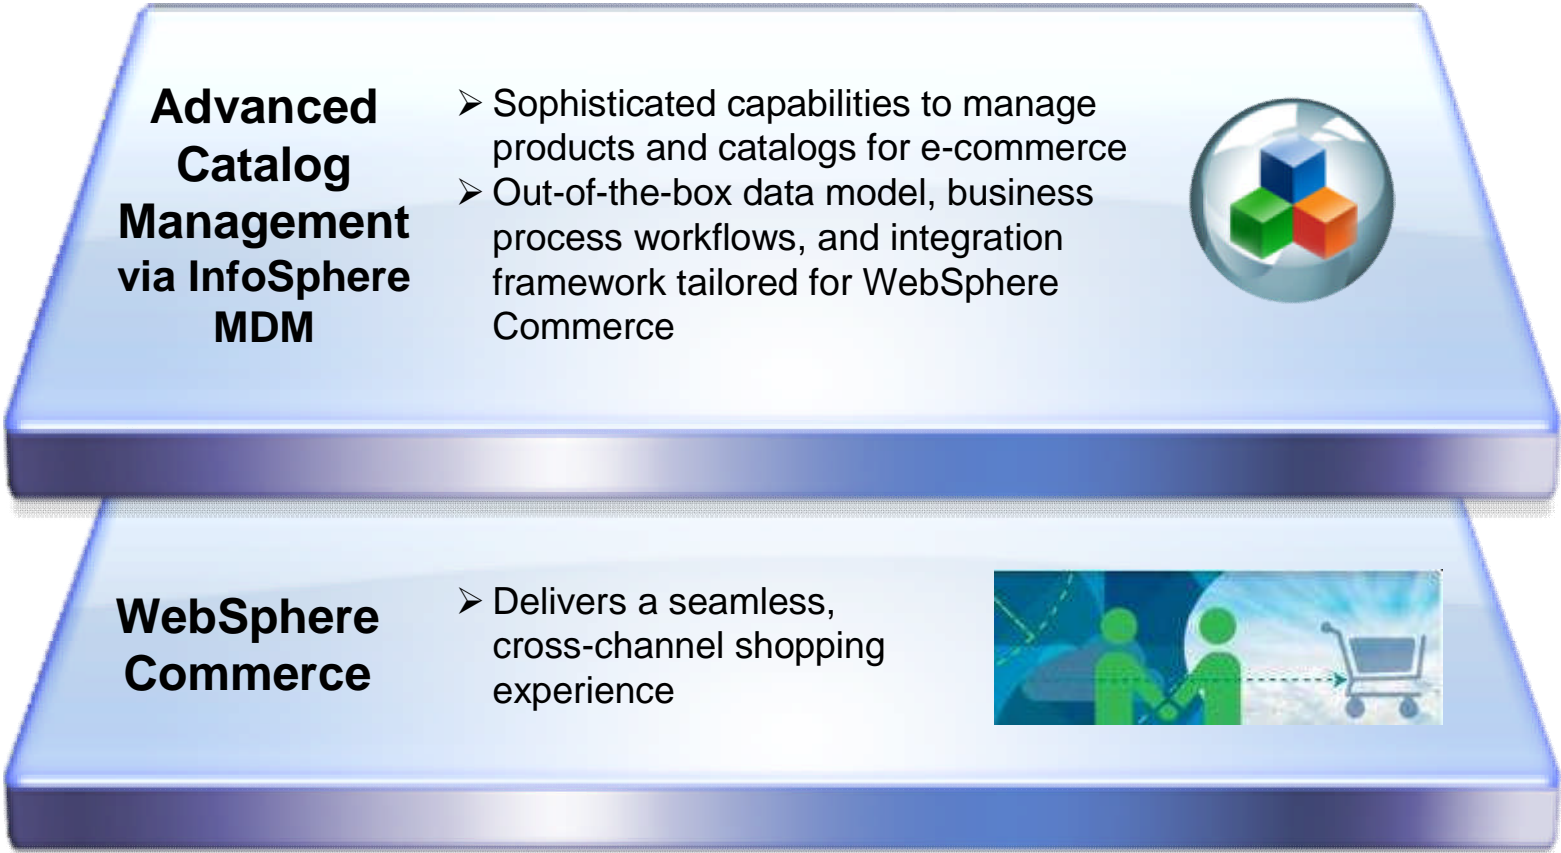 Advanced
Catalog
Management
via InfoSphere
MDM
➢ Sophisticated capabilities to manage
products and catalogs for e-commerce
➢ Out-of-the-box data model, business
process workflows, and integration
framework tailored for WebSphere
Commerce
WebSphere
Commerce
➢ Delivers a seamless,
cross-channel shopping
experience